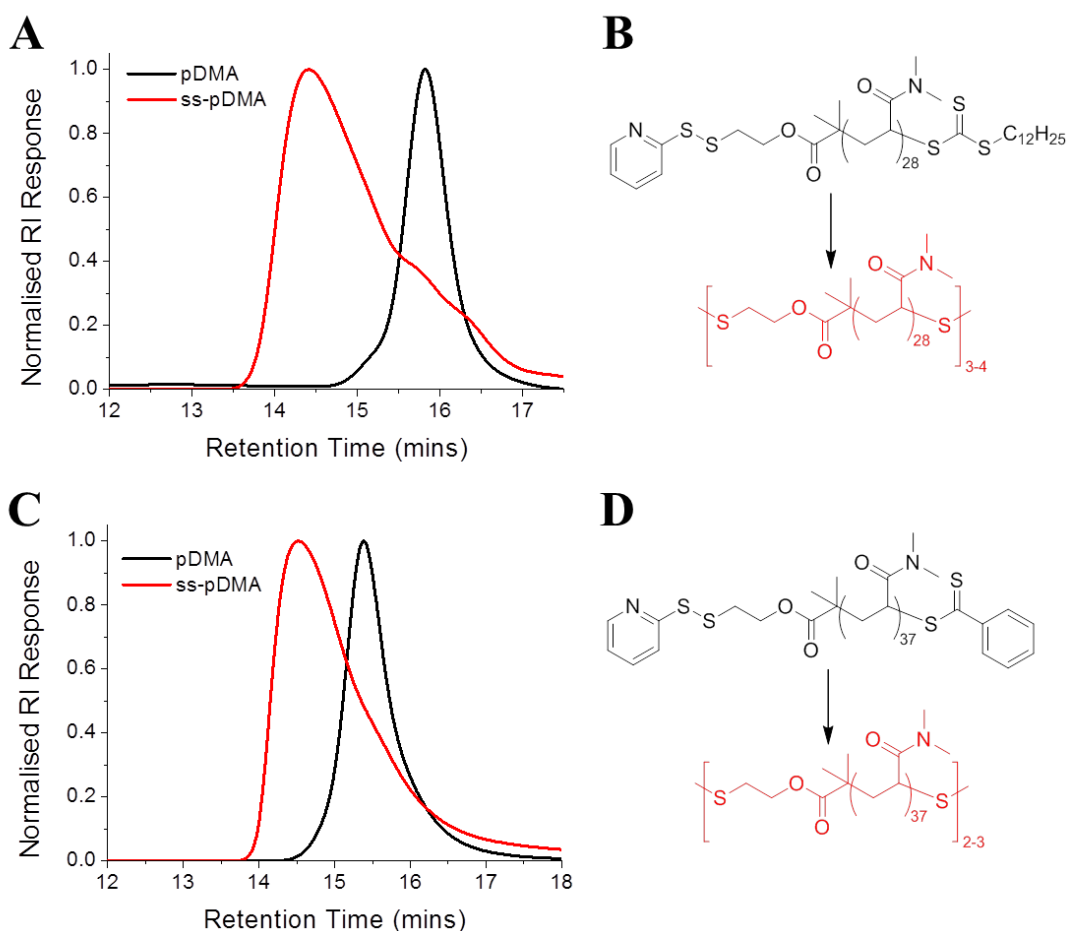 A
pDMA
ss-pDMA
Normalised RI Response
1.0
0.8
0.6
0.4
0.2
0.0
12 13 14 15 16 17
Retention Time (mins)
B
N S S O O 28 O N S S S C12H25
S O O 28 O N S 3-4
C
pDMA
ss-pDMA
Normalised RI Response
1.0
0.8
0.6
0.4
0.2
0.0
12 13 14 15 16 17 18
Retention Time (mins)
D
N S S O O 37 O N S S
S O O 37 O N S 2-3